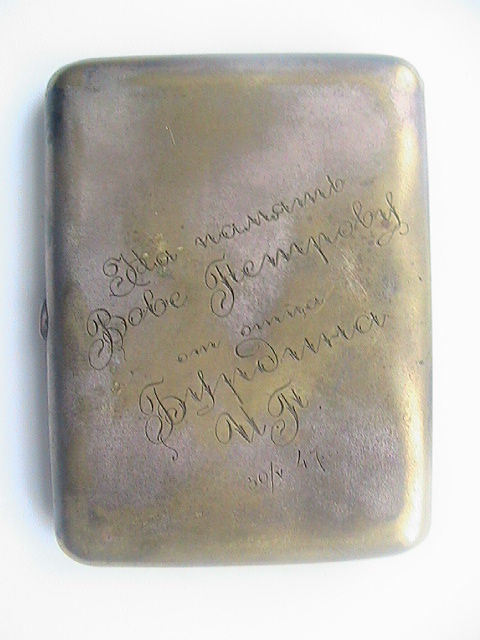 На память
Вове Петрову
от отца
Бурдина
И. П.
30/V 47